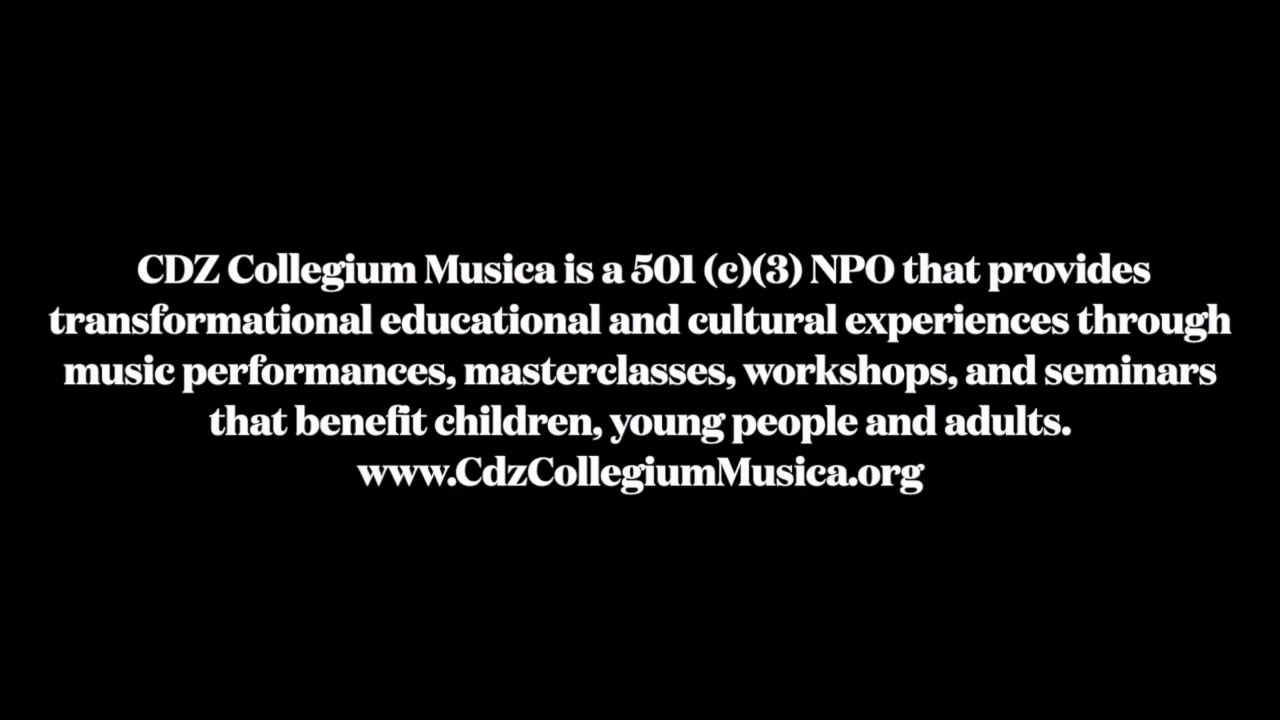 CDZ Collegium Musica is a 501 (c)(3) NPO that provides
transformational educational and cultural experiences through
music performances, masterclasses, workshops, and seminars
that benefit children, young people and adults.
www.CdzCollegiumMusica.org